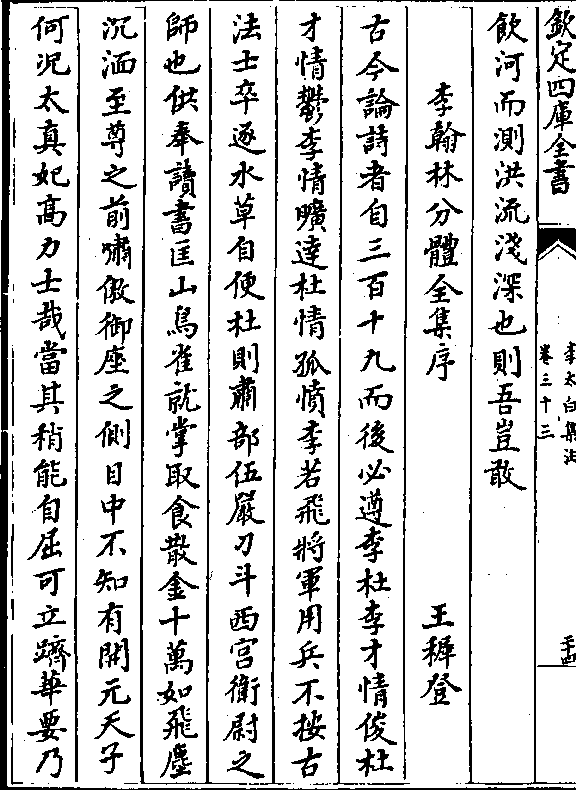 欽定四庫全書
李太白集注
卷三十三
二十四
飲河而測洪流淺深也則吾豈敢
李翰林分體全集序
王穉登
古今論詩者自三百十九而後必遵李杜李才情俊杜
才情鬱李情曠達杜情孤憤李若飛將軍用兵不按古
法士卒逐水草自便杜則肅部伍嚴刀斗西宫衛尉之
師也供奉讀書匡山鳥雀就掌取食散金十萬如飛塵
沉湎至尊之前嘯傲御座之側目中不知有開元天子
何况太真妃髙力士哉當其稍能自屈可立躋華要乃